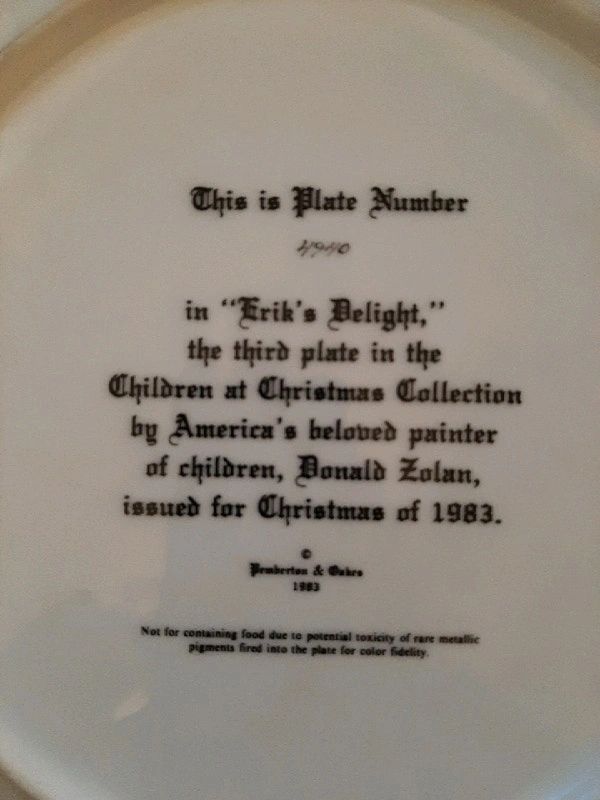 This is Plate Number
4940
in “Erik's Delight,”
the third plate in the
Children at Christmas Collection
by America's beloved painter
of children, Donald Zolan,
issued for Christmas of 1983.
©
Pemberton & Oakes
1983
Not for containing food due to potential toxicity of rare metallic
pigments fired into the plate for color fidelity.